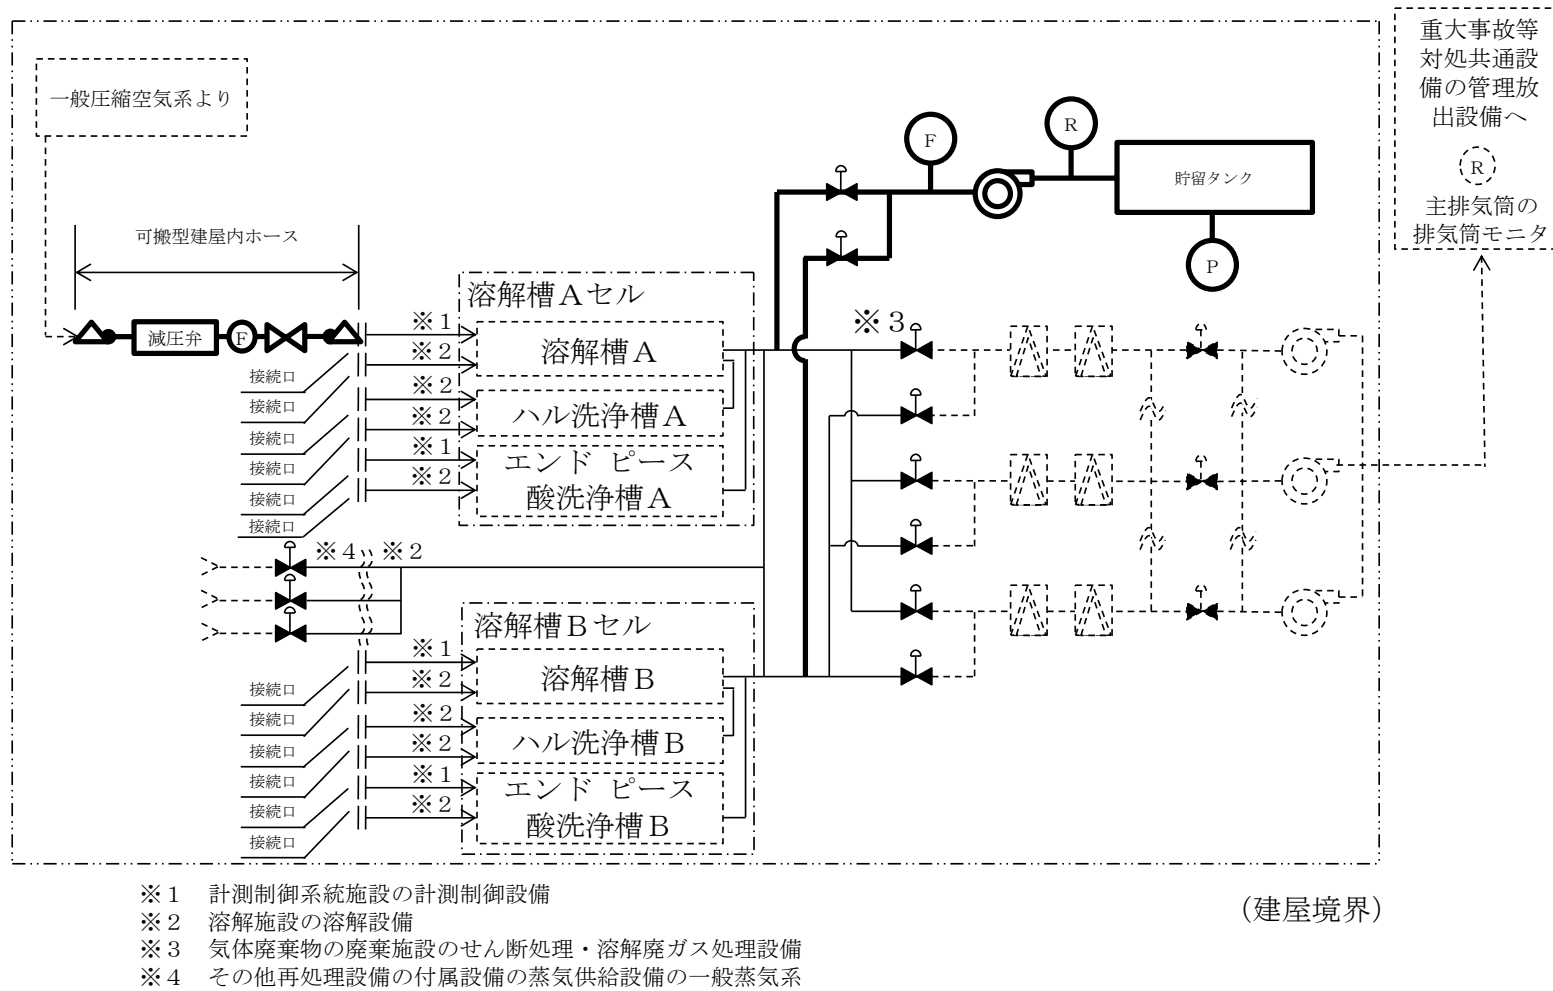 重大事故等
対処共通設
備の管理放
出設備へ
R
主排気筒の
排気筒モニタ
一般圧縮空気系より
F
R
貯留タンク
P
可搬型建屋内ホース
減圧弁
F
溶解槽Ａセル
※１
※２
※２
※２
※１
※２
溶解槽Ａ
ハル洗浄槽Ａ
エンド ピース
酸洗浄槽Ａ
※３
接続口
接続口
接続口
接続口
接続口
接続口
※４
※２
溶解槽Ｂセル
※１
※２
※２
※２
※１
※２
溶解槽Ｂ
ハル洗浄槽Ｂ
エンド ピース
酸洗浄槽Ｂ
接続口
接続口
接続口
接続口
接続口
接続口
※１　計測制御系統施設の計測制御設備
※２　溶解施設の溶解設備
※３　気体廃棄物の廃棄施設のせん断処理・溶解廃ガス処理設備
※４　その他再処理設備の付属設備の蒸気供給設備の一般蒸気系
（建屋境界）